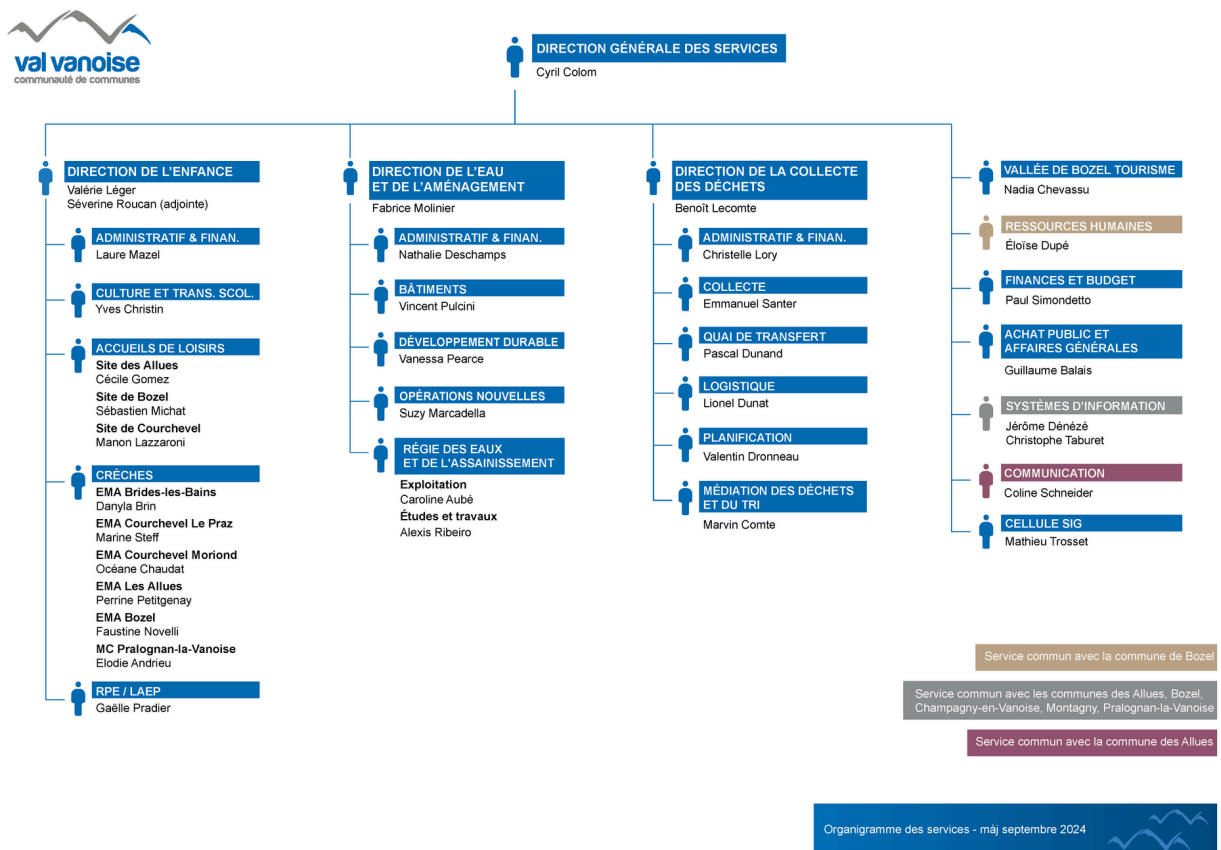 val vanoise
communauté de communes
DIRECTION GÉNÉRALE DES SERVICES
Cyril Colom
DIRECTION DE L'ENFANCE
Valérie Léger
Séverine Roucan (adjointe)
ADMINISTRATIF & FINAN.
Laure Mazel
CULTURE ET TRANS. SCOL.
Yves Christin
ACCUEILS DE LOISIRS
Site des Allues
Cécile Gomez
Site de Bozel
Sébastien Michat
Site de Courchevel
Manon Lazzaroni
CRÈCHES
EMA Brides-les-Bains
Danyla Brin
EMA Courchevel Le Praz
Marine Steff
EMA Courchevel Moriond
Océane Chaudat
EMA Les Allues
Perrine Petitgenay
EMA Bozel
Faustine Novelli
MC Pralognan-la-Vanoise
Elodie Andrieu
RPE / LAEP
Gaëlle Pradier
DIRECTION DE L'EAU
ET DE L'AMÉNAGEMENT
Fabrice Molinier
ADMINISTRATIF & FINAN.
Nathalie Deschamps
BÂTIMENTS
Vincent Pulcini
DÉVELOPPEMENT DURABLE
Vanessa Pearce
OPÉRATIONS NOUVELLES
Suzy Marcadella
RÉGIE DES EAUX
ET DE L'ASSAINISSEMENT
Exploitation
Caroline Aubé
Études et travaux
Alexis Ribeiro
DIRECTION DE LA COLLECTE
DES DÉCHETS
Benoît Lecomte
ADMINISTRATIF & FINAN.
Christelle Lory
COLLECTE
Emmanuel Santer
QUAI DE TRANSFERT
Pascal Dunand
LOGISTIQUE
Lionel Dunat
PLANIFICATION
Valentin Dronneau
MÉDIATION DES DÉCHETS
ET DU TRI
Marvin Comte
VALLÉE DE BOZEL TOURISME
Nadia Chevassu
RESSOURCES HUMAINES
Éloïse Dupé
FINANCES ET BUDGET
Paul Simondetto
ACHAT PUBLIC ET
AFFAIRES GÉNÉRALES
Guillaume Balais
SYSTÈMES D'INFORMATION
Jérôme Dénézé
Christophe Taburet
COMMUNICATION
Coline Schneider
CELLULE SIG
Mathieu Trosset
Service commun avec la commune de Bozel
Service commun avec les communes des Allues, Bozel,
Champagny-en-Vanoise, Montagny, Pralognan-la-Vanoise
Service commun avec la commune des Allues
Organigramme des services - màj septembre 2024